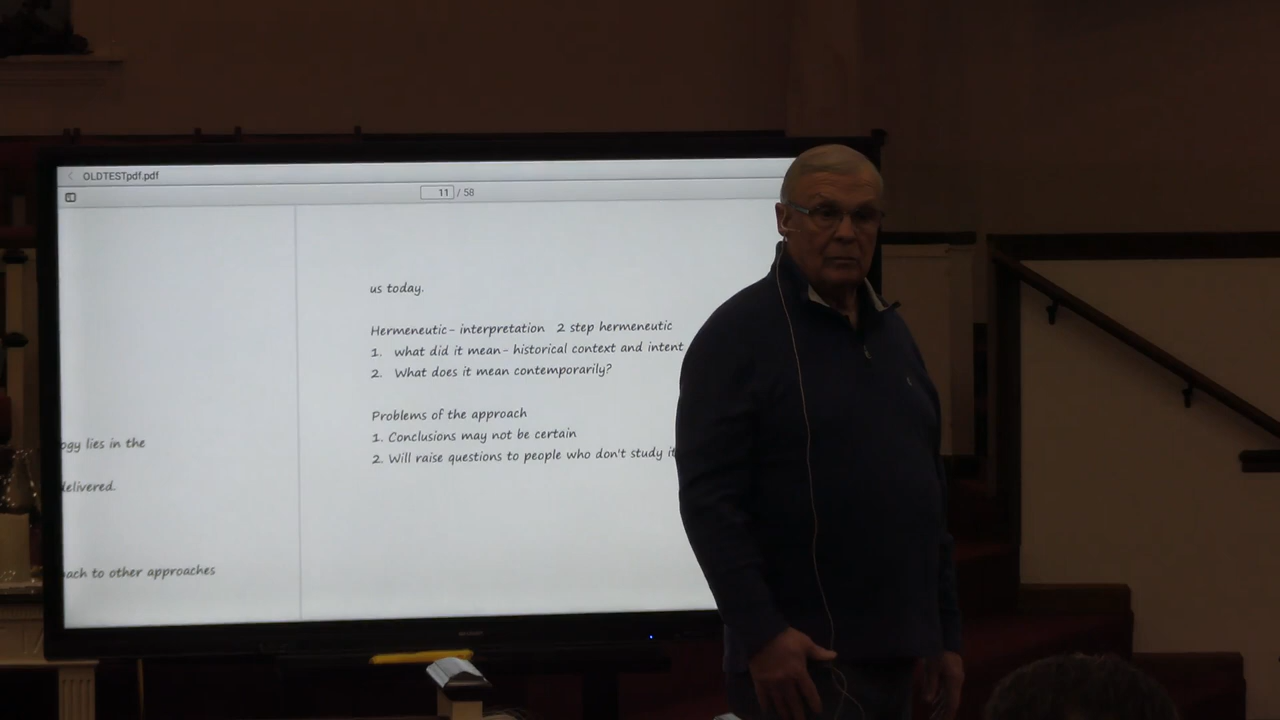 OLDTESTpdf.pdf
11 / 58
us today.
Hermeneutic- interpretation 2 step hermeneutic
1. what did it mean- historical context and intent
2. What does it mean contemporarily?
Problems of the approach
1. Conclusions may not be certain
2. Will raise questions to people who don't study it
ogy lies in the
delivered.
ach to other approaches